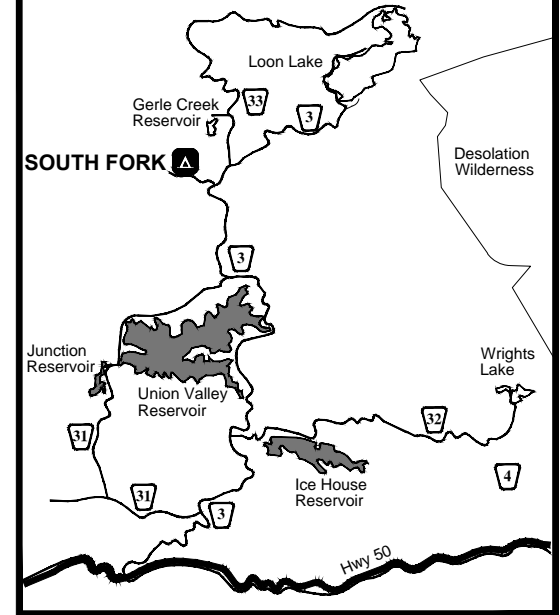 Loon Lake
33
3
Gerle Creek
Reservoir
SOUTH FORK
Desolation
Wilderness
3
Junction
Reservoir
Union Valley
Reservoir
Wrights
Lake
32
31
4
Ice House
Reservoir
31
3
Hwy 50